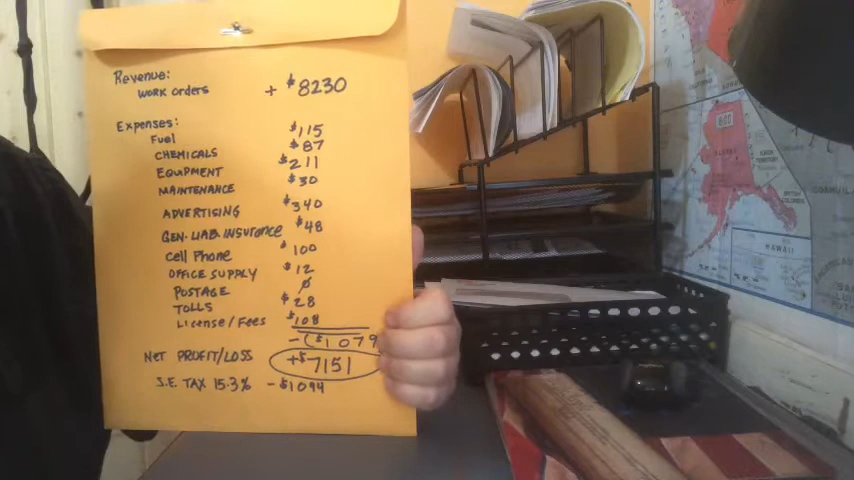 Revenue:
WORK Orders + $8230
Expenses:
Fuel $115
CHEMICALS $87
EQUIPMENT $211
MAINTENANCE $30
ADVERTISING $340
GEN. LIAB. INSURANCE $48
Cell Phone $100
OFFICE SUPPLY $12
POSTAGE Ø
TOLLS $28
License/Fees $108
- ($1079
NET PROFIT/LOSS +$7151
S.E. TAX 15.3% - $1094
HAWAII